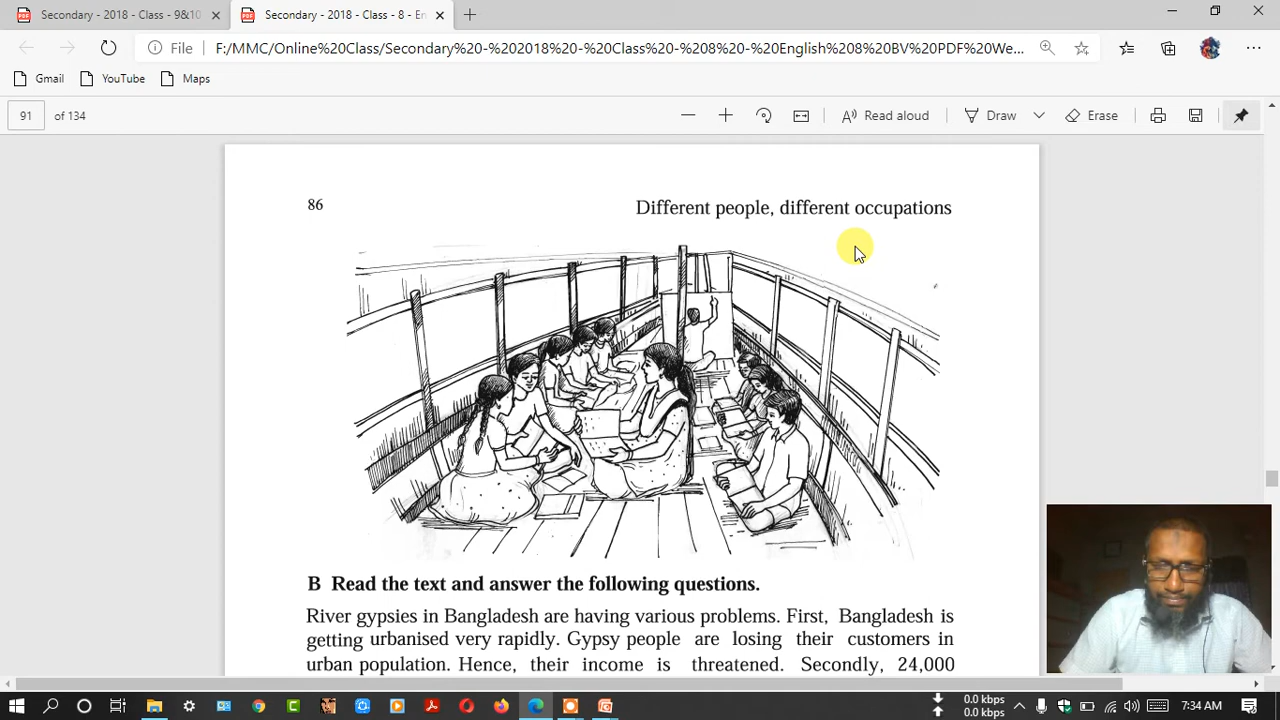 Secondary - 2018 - Class - 9&10
Secondary - 2018 - Class - 8 - En
File F:/MMC/Online%20Class/Secondary%20-%202018%20-%20Class%20-%208%20-%20English%208%20BV%20PDF%20We...
Gmail YouTube Maps
91 of 134 Read aloud Draw Erase
86 Different people, different occupations
B Read the text and answer the following questions.
River gypsies in Bangladesh are having various problems. First, Bangladesh is
getting urbanised very rapidly. Gypsy people are losing their customers in
urban population. Hence, their income is threatened. Secondly, 24,000
0.0 kbps
0.0 kbps
7:34 AM